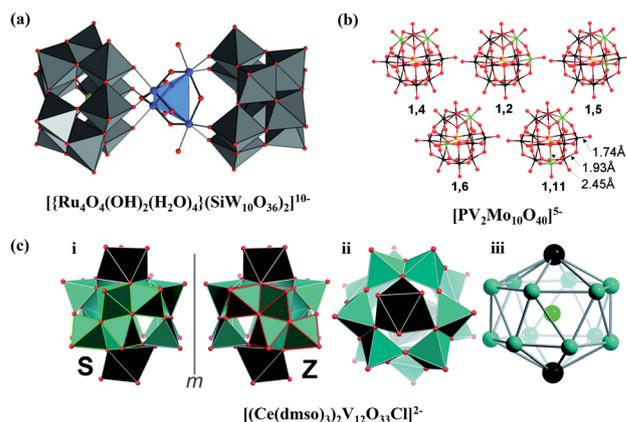 (a)
[{Ru₄O₄(OH)₂(H₂O)₄}(SiW₁₀O₃₆)₂]¹⁰⁻
(b)
1,4 1,2 1,5
1,6 1,11
1.74Å
1.93Å
2.45Å
[PV₂Mo₁₀O₄₀]⁵⁻
(c) i ii iii
S m Z
[(Ce(dmso)₃)₂V₁₂O₃₃Cl]²⁻